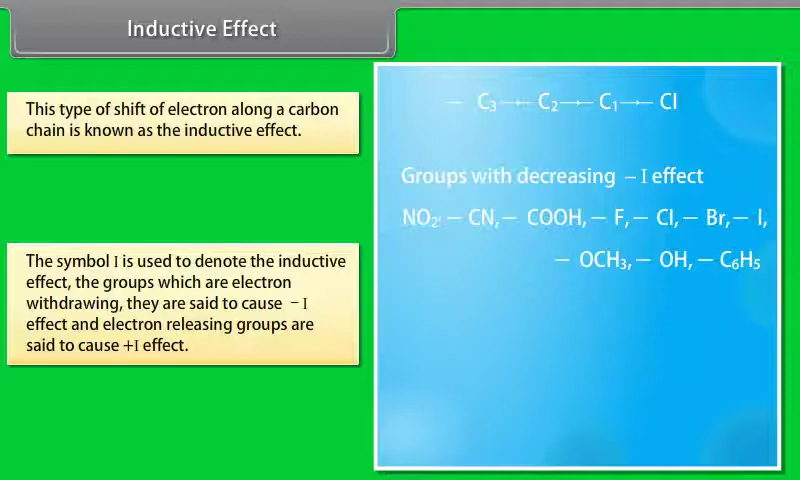 Inductive Effect
This type of shift of electron along a carbon
chain is known as the inductive effect.
The symbol I is used to denote the inductive
effect, the groups which are electron
withdrawing, they are said to cause – I
effect and electron releasing groups are
said to cause +I effect.
— C₃ →— C₂ →— C₁ →— Cl
Groups with decreasing – I effect
NO₂, — CN, — COOH, — F, — Cl, — Br, — I,
— OCH₃, — OH, — C₆H₅